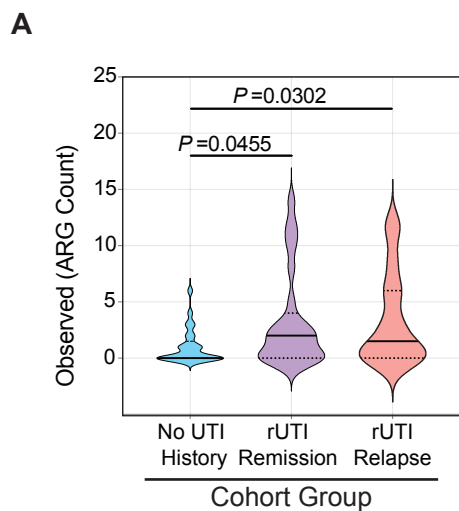 A
Observed (ARG Count)
25
20
15
10
5
0
P=0.0302
P=0.0455
No UTI
History
rUTI
Remission
rUTI
Relapse
Cohort Group